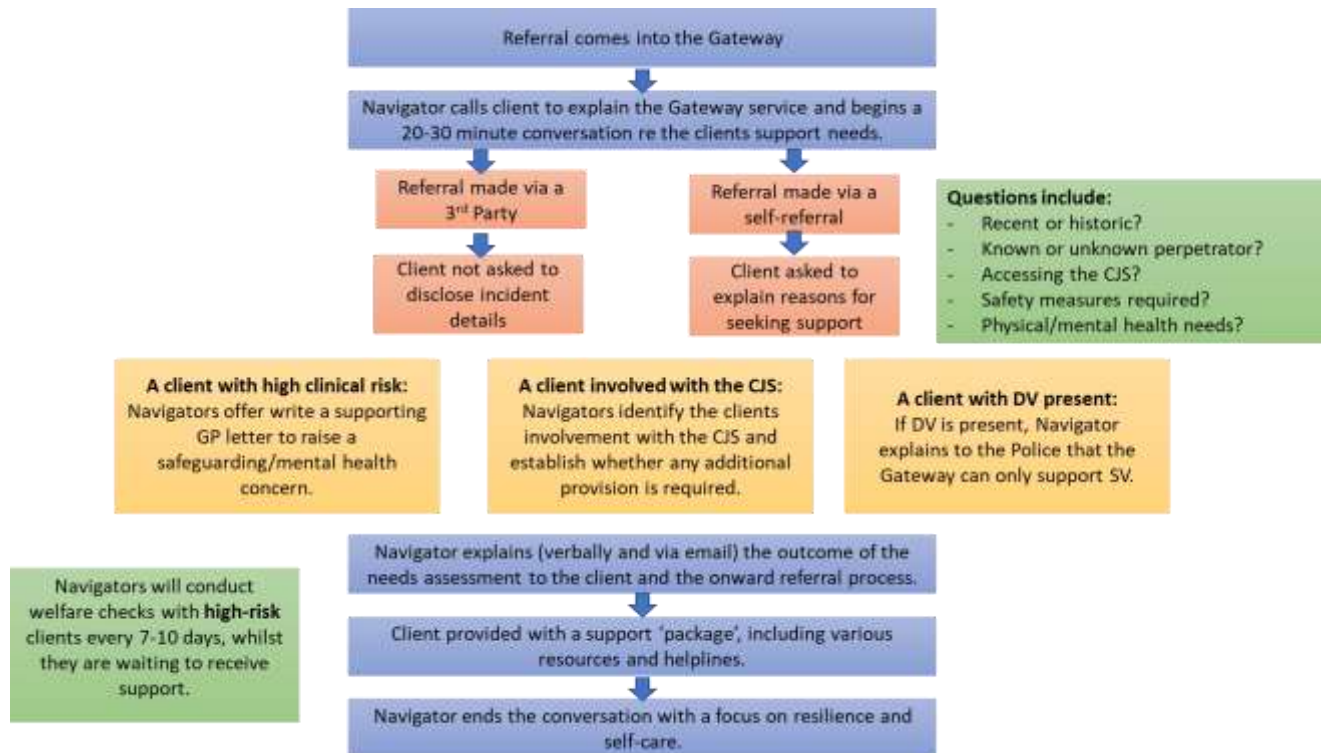 Referral comes into the Gateway
Navigator calls client to explain the Gateway service and begins a
20-30 minute conversation re the clients support needs.
Referral made via a
3rd Party
Referral made via a
self-referral
Client not asked to
disclose incident
details
Client asked to
explain reasons for
seeking support
Questions include:
- Recent or historic?
- Known or unknown perpetrator?
- Accessing the CJS?
- Safety measures required?
- Physical/mental health needs?
A client with high clinical risk:
Navigators offer write a supporting
GP letter to raise a
safeguarding/mental health
concern.
A client involved with the CJS:
Navigators identify the clients
involvement with the CJS and
establish whether any additional
provision is required.
A client with DV present:
If DV is present, Navigator
explains to the Police that the
Gateway can only support SV.
Navigator explains (verbally and via email) the outcome of the
needs assessment to the client and the onward referral process.
Navigators will conduct
welfare checks with high-risk
clients every 7-10 days, whilst
they are waiting to receive
support.
Client provided with a support 'package', including various
resources and helplines.
Navigator ends the conversation with a focus on resilience and
self-care.